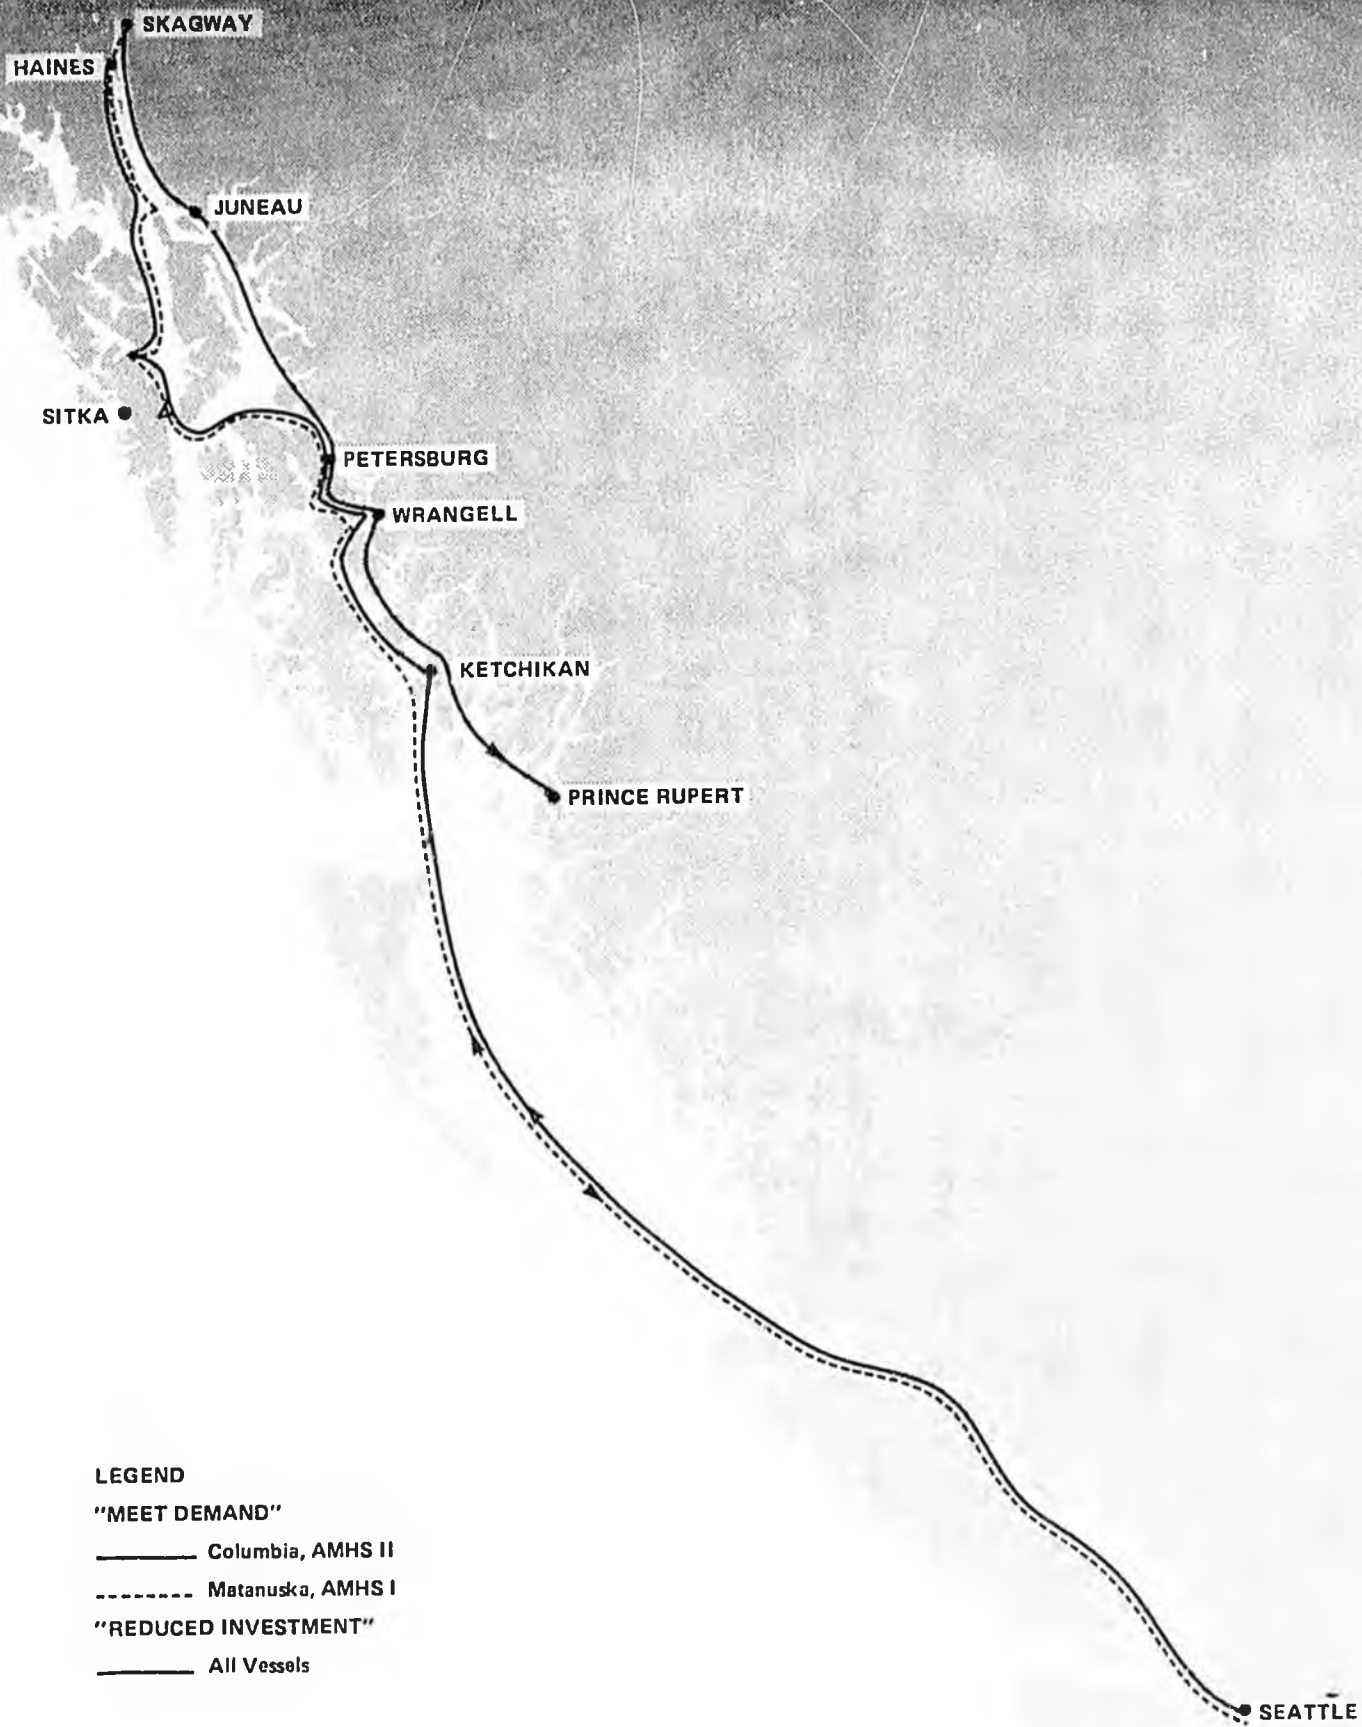 SKAGWAY
HAINES
JUNEAU
SITKA
PETERSBURG
WRANGELL
KETCHIKAN
PRINCE RUPERT
LEGEND
"MEET DEMAND"
Columbia, AMHS II
Matanuska, AMHS I
"REDUCED INVESTMENT"
All Vessels
SEATTLE